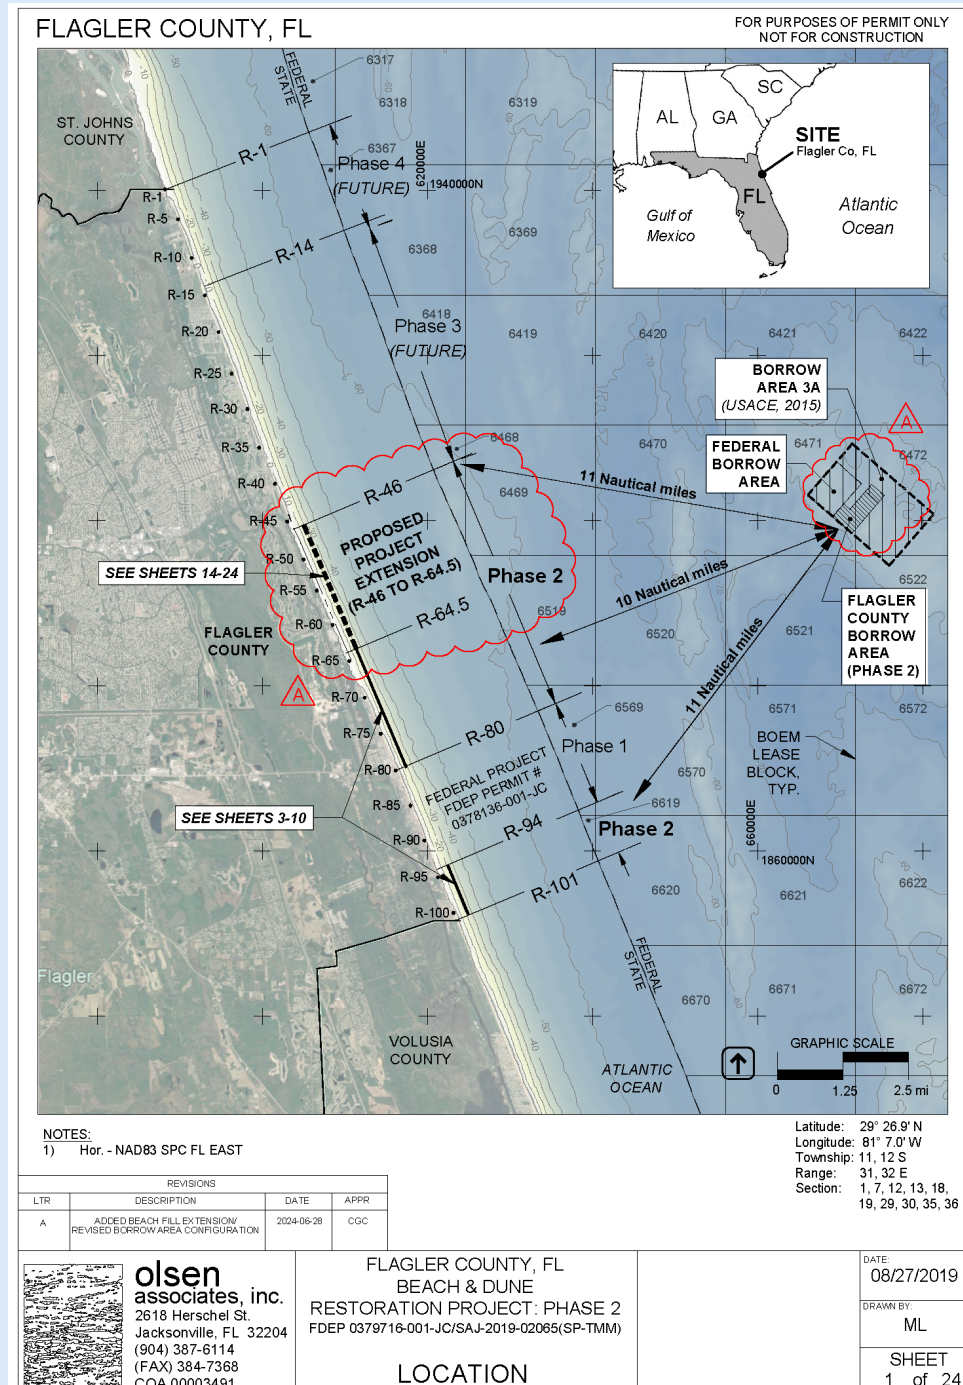 FLAGLER COUNTY, FL
FOR PURPOSES OF PERMIT ONLY
NOT FOR CONSTRUCTION
ST. JOHNS
COUNTY
FEDERAL
STATE
6317
6318
6319
6367
R-1
Phase 4
(FUTURE)
620000E
1940000N
R-1
R-5
R-10
R-15
R-20
R-25
R-30
R-35
R-40
R-45
R-50
R-55
R-60
R-65
R-70
R-75
R-80
R-85
R-90
R-95
R-100
R-14
6368
6369
AL
GA
SC
SITE
Flagler Co, FL
FL
Gulf of
Mexico
Atlantic
Ocean
6418
Phase 3
(FUTURE)
6419
6420
6421
6422
BORROW
AREA 3A
(USACE, 2015)
A
FEDERAL
BORROW
AREA
6468
6469
6470
6471
6472
R-46
11 Nautical miles
PROPOSED
PROJECT
EXTENSION
(R-46 TO R-64.5)
Phase 2
10 Nautical miles
SEE SHEETS 14-24
R-64.5
6519
6520
6521
6522
FLAGLER
COUNTY
FLAGLER
COUNTY
BORROW
AREA
(PHASE 2)
A
11 Nautical miles
R-80
6569
Phase 1
6570
6571
6572
BOEM
LEASE
BLOCK,
TYP.
FEDERAL PROJECT
FDEP PERMIT #
0378136-001-JC
SEE SHEETS 3-10
R-94
6619
Phase 2
660000E
1860000N
R-101
6620
6621
6622
FEDERAL
STATE
Flagler
6670
6671
6672
VOLUSIA
COUNTY
ATLANTIC
OCEAN
GRAPHIC SCALE
0 1.25 2.5 mi
NOTES:
1) Hor. - NAD83 SPC FL EAST
Latitude: 29° 26.9' N
Longitude: 81° 7.0' W
Township: 11, 12 S
Range: 31, 32 E
Section: 1, 7, 12, 13, 18,
19, 29, 30, 35, 36
REVISIONS
LTR DESCRIPTION DATE APPR
A ADDED BEACH FILL EXTENSION/
REVISED BORROW AREA CONFIGURATION 2024-06-28 CGC
olsen
associates, inc.
2618 Herschel St.
Jacksonville, FL 32204
(904) 387-6114
(FAX) 384-7368
COA 00003491
FLAGLER COUNTY, FL
BEACH & DUNE
RESTORATION PROJECT: PHASE 2
FDEP 0379716-001-JC/SAJ-2019-02065(SP-TMM)
LOCATION
DATE:
08/27/2019
DRAWN BY:
ML
SHEET
1 of 24